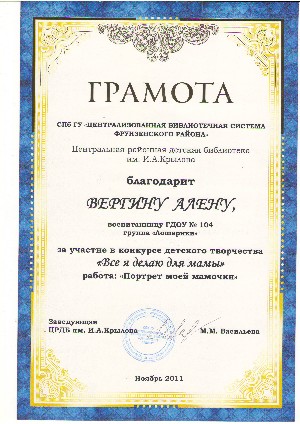 ГРАМОТА
СПб ГУ «ЦЕНТРАЛИЗОВАННАЯ БИБЛИОТЕЧНАЯ СИСТЕМА
ФРУНЗЕНСКОГО РАЙОНА»
Центральная районная детская библиотека
им. И.А.Крылова
благодарит
ВЕРГИНУ АЛЕНУ,
воспитанницу ГДОУ № 104
группа «Лошарики»
за участие в конкурсе детского творчества
«Все я делаю для мамы»
работа: «Портрет моей мамочки»
Заведующая
ЦРДБ им. И.А.Крылова
М.М. Васильева
Ноябрь 2011